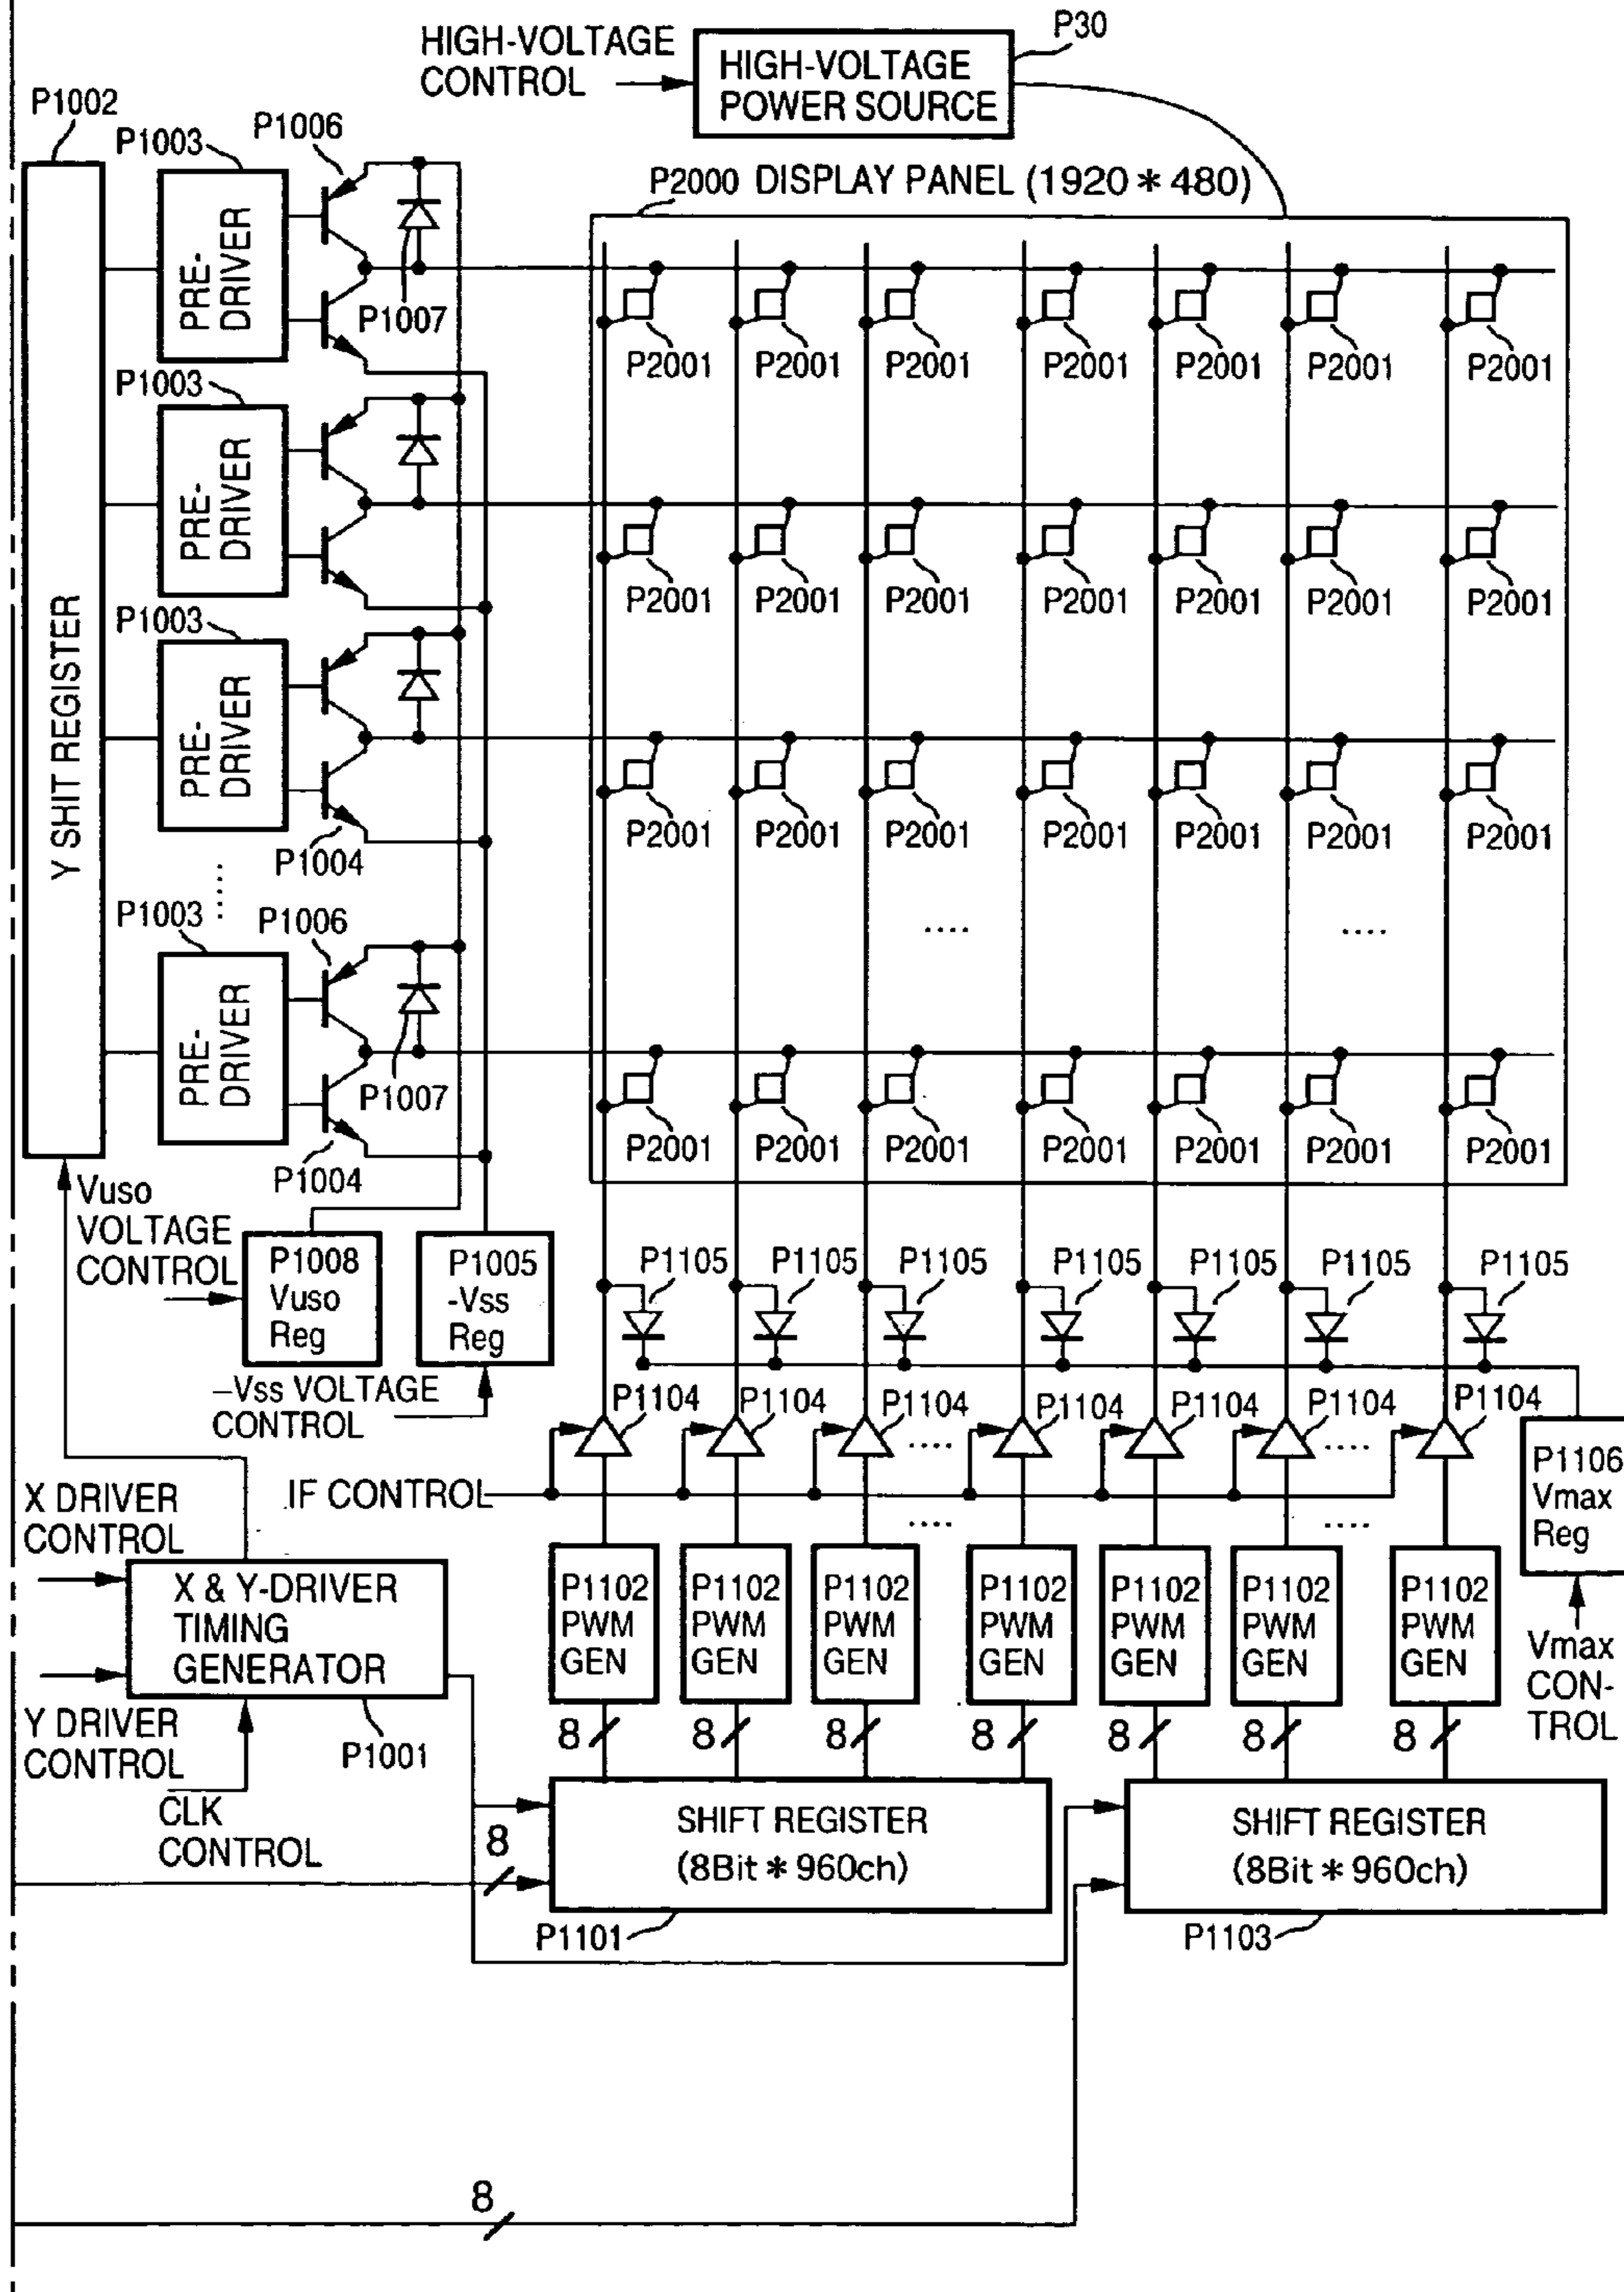 P30
HIGH-VOLTAGE
CONTROL
HIGH-VOLTAGE
POWER SOURCE
P1002
P1003
P1006
P2000 DISPLAY PANEL (1920 * 480)
PRE-
DRIVER
P1007
P2001 P2001 P2001 P2001 P2001 P2001 P2001
P1003
PRE-
DRIVER
P2001 P2001 P2001 P2001 P2001 P2001 P2001
Y SHIT REGISTER
P1003
PRE-
DRIVER
P1004
P2001 P2001 P2001 P2001 P2001 P2001 P2001
......
P1003
P1006
.... ....
PRE-
DRIVER
P1007
P1004
P2001 P2001 P2001 P2001 P2001 P2001 P2001
Vuso
VOLTAGE
CONTROL
P1008
Vuso
Reg
P1005
-Vss
Reg
P1105 P1105 P1105 P1105 P1105 P1105 P1105
–Vss VOLTAGE
CONTROL
P1104 P1104 P1104 P1104 P1104 P1104 P1104
.... ....
P1106
Vmax
Reg
IF CONTROL
.... ....
X DRIVER
CONTROL
X & Y-DRIVER
TIMING
GENERATOR
P1102
PWM
GEN
P1102
PWM
GEN
P1102
PWM
GEN
P1102
PWM
GEN
P1102
PWM
GEN
P1102
PWM
GEN
P1102
PWM
GEN
Vmax
CON-
TROL
Y DRIVER
CONTROL
P1001
8 8 8 8 8 8 8
CLK
CONTROL
8
SHIFT REGISTER
(8Bit * 960ch)
SHIFT REGISTER
(8Bit * 960ch)
P1101
P1103
8